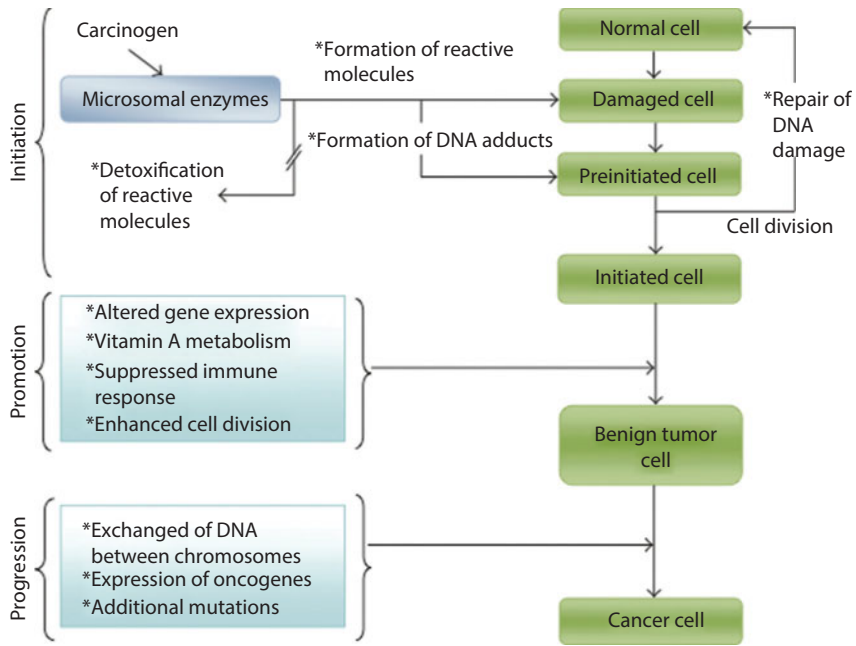 Initiation
Carcinogen
Microsomal enzymes
*Formation of reactive
molecules
*Formation of DNA adducts
*Detoxification
of reactive
molecules
Normal cell
Damaged cell
Preinitiated cell
*Repair of
DNA
damage
Cell division
Initiated cell
Promotion
*Altered gene expression
*Vitamin A metabolism
*Suppressed immune
response
*Enhanced cell division
Benign tumor
cell
Progression
*Exchanged of DNA
between chromosomes
*Expression of oncogenes
*Additional mutations
Cancer cell